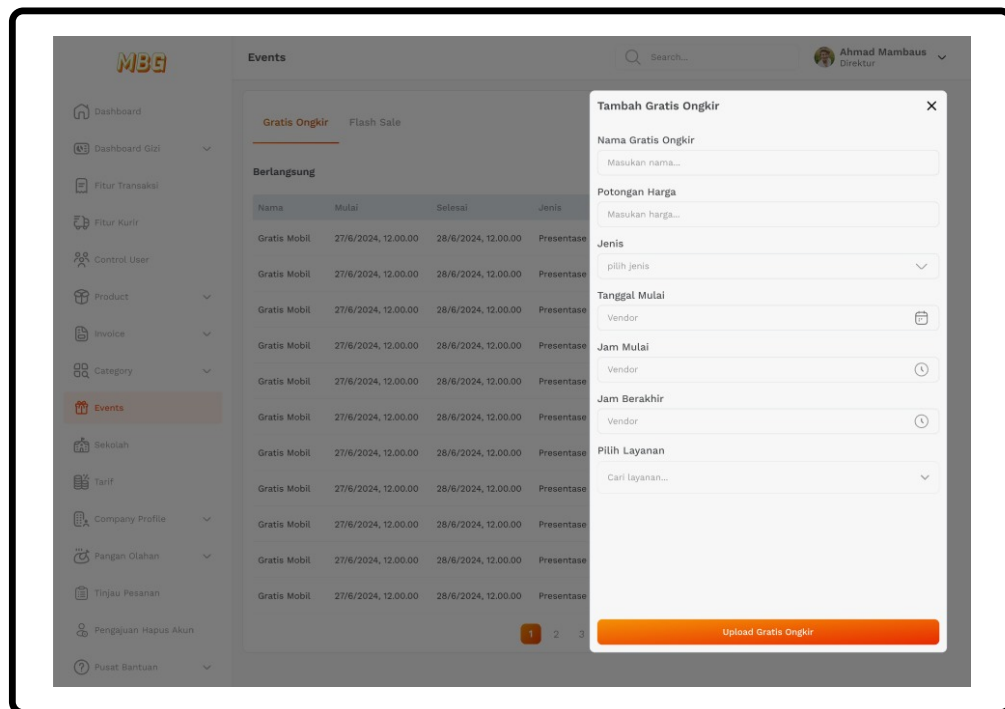 MBG
Events
Search...
Ahmad Mambaus
Direktur
Dashboard
Dashboard Gizi
Fitur Transaksi
Fitur Kurir
Control User
Product
Invoice
Category
Events
Sekolah
Tarif
Company Profile
Pangan Olahan
Tinjau Pesanan
Pengajuan Hapus Akun
Pusat Bantuan
Gratis Ongkir Flash Sale
Berlangsung
Nama Mulai Selesai Jenis
Gratis Mobil 27/6/2024, 12.00.00 28/6/2024, 12.00.00 Presentase
Gratis Mobil 27/6/2024, 12.00.00 28/6/2024, 12.00.00 Presentase
Gratis Mobil 27/6/2024, 12.00.00 28/6/2024, 12.00.00 Presentase
Gratis Mobil 27/6/2024, 12.00.00 28/6/2024, 12.00.00 Presentase
Gratis Mobil 27/6/2024, 12.00.00 28/6/2024, 12.00.00 Presentase
Gratis Mobil 27/6/2024, 12.00.00 28/6/2024, 12.00.00 Presentase
Gratis Mobil 27/6/2024, 12.00.00 28/6/2024, 12.00.00 Presentase
Gratis Mobil 27/6/2024, 12.00.00 28/6/2024, 12.00.00 Presentase
Gratis Mobil 27/6/2024, 12.00.00 28/6/2024, 12.00.00 Presentase
Gratis Mobil 27/6/2024, 12.00.00 28/6/2024, 12.00.00 Presentase
Gratis Mobil 27/6/2024, 12.00.00 28/6/2024, 12.00.00 Presentase
1 2 3
Tambah Gratis Ongkir
Nama Gratis Ongkir
Masukan nama...
Potongan Harga
Masukan harga...
Jenis
pilih jenis
Tanggal Mulai
Vendor
Jam Mulai
Vendor
Jam Berakhir
Vendor
Pilih Layanan
Cari layanan...
Upload Gratis Ongkir